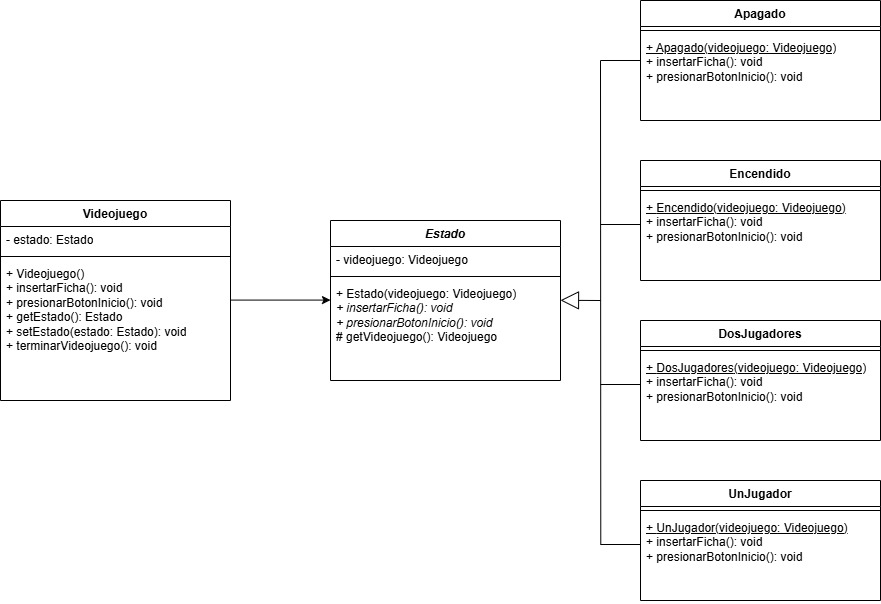 Videojuego
- estado: Estado
+ Videojuego()
+ insertarFicha(): void
+ presionarBotonInicio(): void
+ getEstado(): Estado
+ setEstado(estado: Estado): void
+ terminarVideojuego(): void
Estado
- videojuego: Videojuego
+ Estado(videojuego: Videojuego)
+ insertarFicha(): void
+ presionarBotonInicio(): void
# getVideojuego(): Videojuego
Apagado
+ Apagado(videojuego: Videojuego)
+ insertarFicha(): void
+ presionarBotonInicio(): void
Encendido
+ Encendido(videojuego: Videojuego)
+ insertarFicha(): void
+ presionarBotonInicio(): void
DosJugadores
+ DosJugadores(videojuego: Videojuego)
+ insertarFicha(): void
+ presionarBotonInicio(): void
UnJugador
+ UnJugador(videojuego: Videojuego)
+ insertarFicha(): void
+ presionarBotonInicio(): void